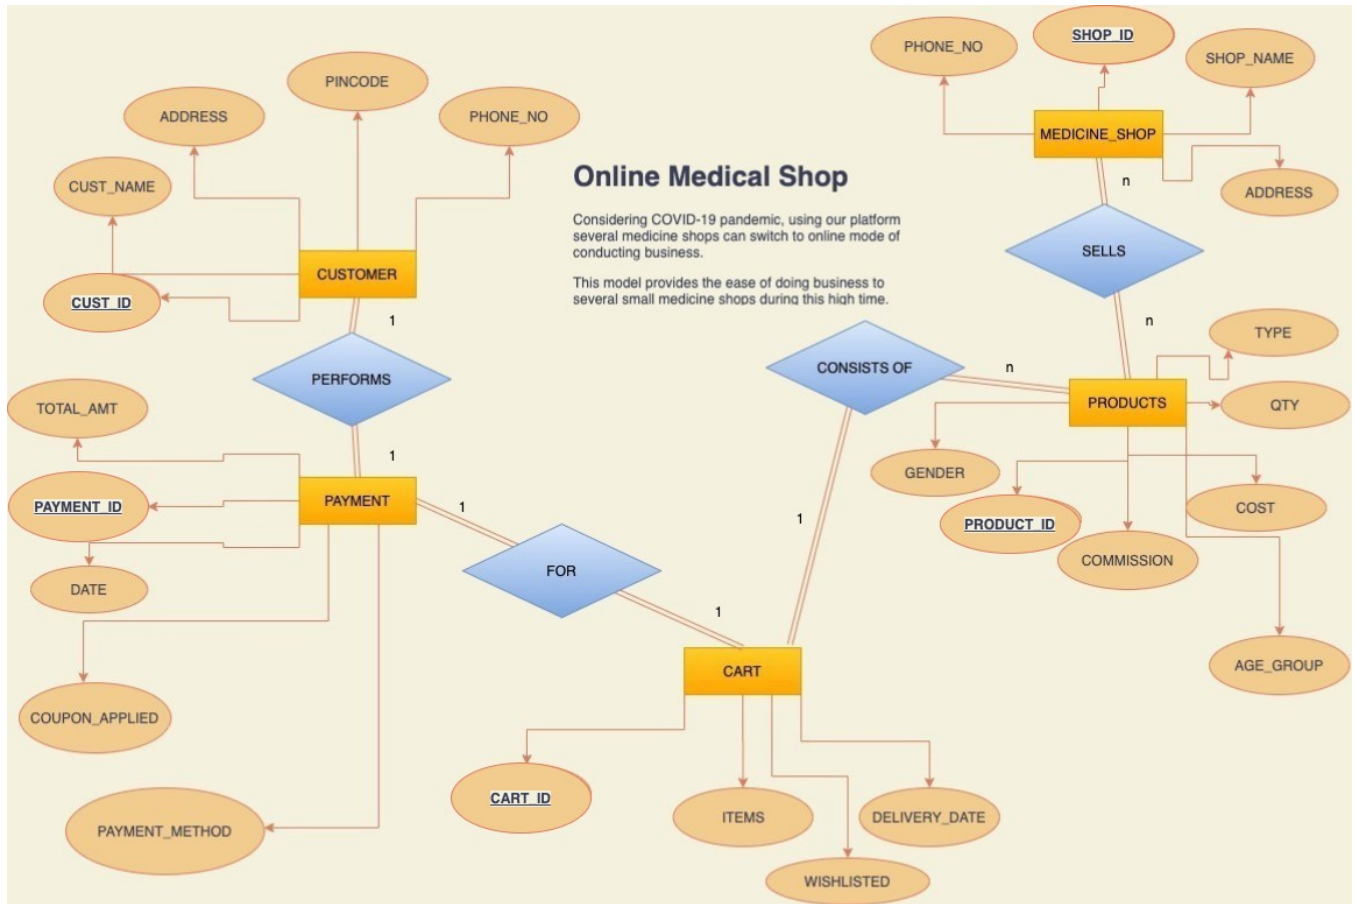 SHOP_ID
PHONE_NO
SHOP_NAME
PINCODE
ADDRESS
PHONE_NO
MEDICINE_SHOP
CUST_NAME
Online Medical Shop
n
ADDRESS
Considering COVID-19 pandemic, using our platform
several medicine shops can switch to online mode of
conducting business.
This model provides the ease of doing business to
several small medicine shops during this high time.
SELLS
CUSTOMER
CUST_ID
1
n
TYPE
PERFORMS
CONSISTS OF
n
PRODUCTS
QTY
TOTAL_AMT
1
GENDER
PAYMENT
PAYMENT_ID
1
1
PRODUCT_ID
COST
COMMISSION
FOR
DATE
1
AGE_GROUP
CART
COUPON_APPLIED
CART_ID
ITEMS
DELIVERY_DATE
PAYMENT_METHOD
WISHLISTED